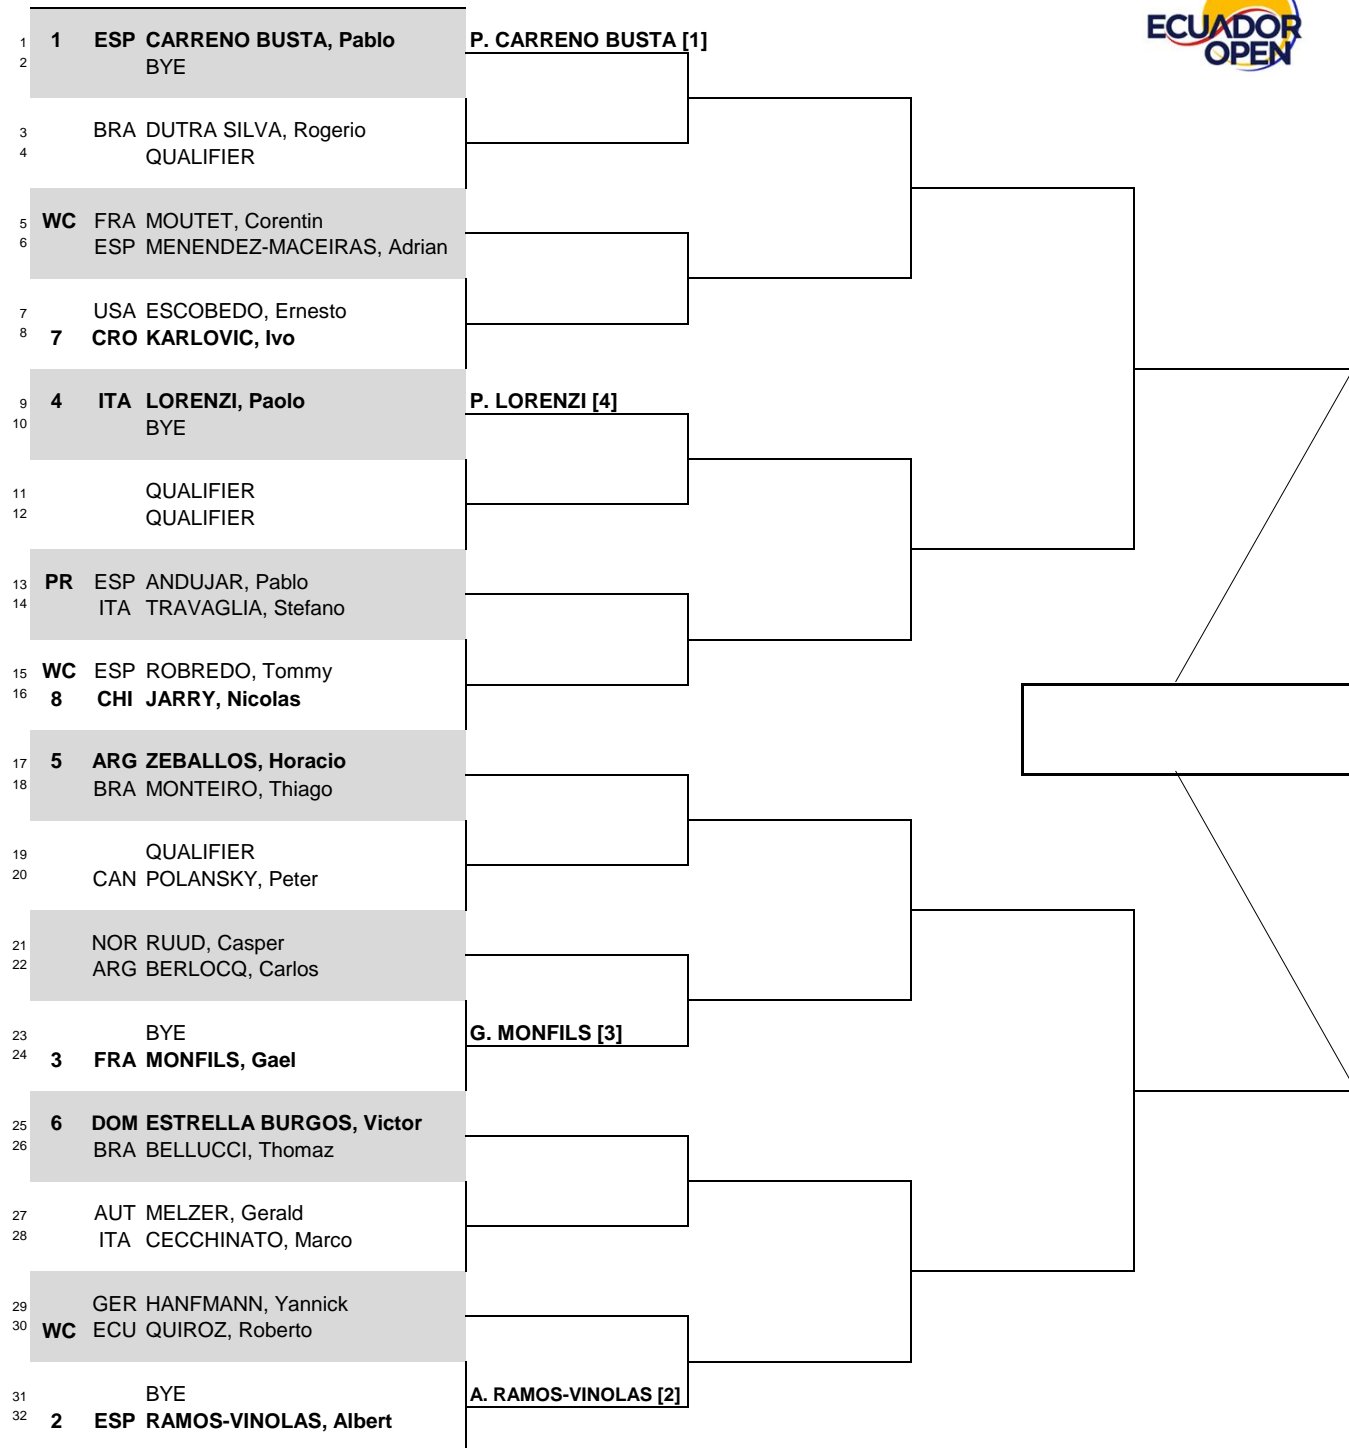 ECUADOR
OPEN
1 1 ESP CARRENO BUSTA, Pablo P. CARRENO BUSTA [1]
2 BYE
3 BRA DUTRA SILVA, Rogerio
4 QUALIFIER
5 WC FRA MOUTET, Corentin
6 ESP MENENDEZ-MACEIRAS, Adrian
7 USA ESCOBEDO, Ernesto
8 7 CRO KARLOVIC, Ivo
9 4 ITA LORENZI, Paolo P. LORENZI [4]
10 BYE
11 QUALIFIER
12 QUALIFIER
13 PR ESP ANDUJAR, Pablo
14 ITA TRAVAGLIA, Stefano
15 WC ESP ROBREDO, Tommy
16 8 CHI JARRY, Nicolas
17 5 ARG ZEBALLOS, Horacio
18 BRA MONTEIRO, Thiago
19 QUALIFIER
20 CAN POLANSKY, Peter
21 NOR RUUD, Casper
22 ARG BERLOCQ, Carlos
23 BYE G. MONFILS [3]
24 3 FRA MONFILS, Gael
25 6 DOM ESTRELLA BURGOS, Victor
26 BRA BELLUCCI, Thomaz
27 AUT MELZER, Gerald
28 ITA CECCHINATO, Marco
29 GER HANFMANN, Yannick
30 WC ECU QUIROZ, Roberto
31 BYE A. RAMOS-VINOLAS [2]
32 2 ESP RAMOS-VINOLAS, Albert